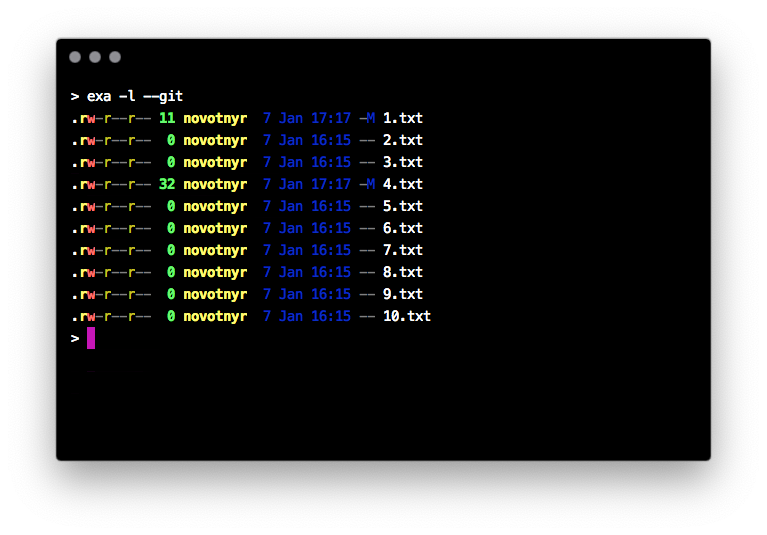 > exa -l --git
.rw-r--r-- 11 novotnyr  7 Jan 17:17 -M 1.txt
.rw-r--r--  0 novotnyr  7 Jan 16:15 -- 2.txt
.rw-r--r--  0 novotnyr  7 Jan 16:15 -- 3.txt
.rw-r--r-- 32 novotnyr  7 Jan 17:17 -M 4.txt
.rw-r--r--  0 novotnyr  7 Jan 16:15 -- 5.txt
.rw-r--r--  0 novotnyr  7 Jan 16:15 -- 6.txt
.rw-r--r--  0 novotnyr  7 Jan 16:15 -- 7.txt
.rw-r--r--  0 novotnyr  7 Jan 16:15 -- 8.txt
.rw-r--r--  0 novotnyr  7 Jan 16:15 -- 9.txt
.rw-r--r--  0 novotnyr  7 Jan 16:15 -- 10.txt
>